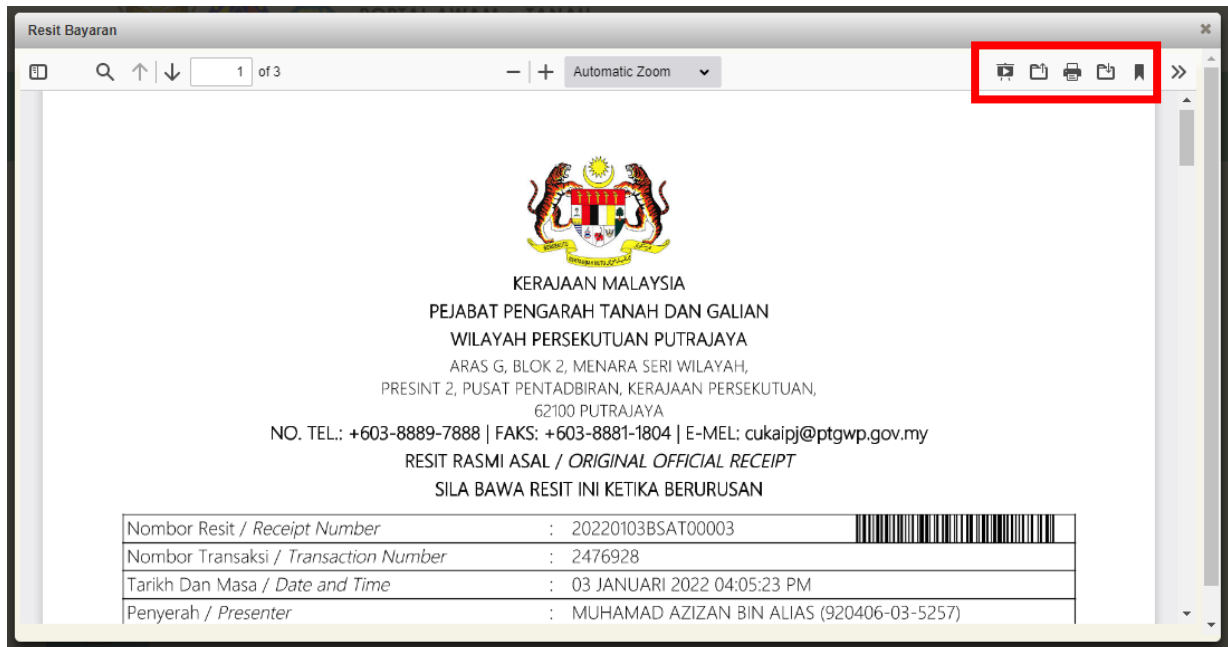 Resit Bayaran
1 of 3 Automatic Zoom
KERAJAAN MALAYSIA
PEJABAT PENGARAH TANAH DAN GALIAN
WILAYAH PERSEKUTUAN PUTRAJAYA
ARAS G, BLOK 2, MENARA SERI WILAYAH,
PRESINT 2, PUSAT PENTADBIRAN, KERAJAAN PERSEKUTUAN,
62100 PUTRAJAYA
NO. TEL.: +603-8889-7888 | FAKS: +603-8881-1804 | E-MEL: cukaipj@ptgwp.gov.my
RESIT RASMI ASAL / ORIGINAL OFFICIAL RECEIPT
SILA BAWA RESIT INI KETIKA BERURUSAN
Nombor Resit / Receipt Number : 20220103BSAT00003
Nombor Transaksi / Transaction Number : 2476928
Tarikh Dan Masa / Date and Time : 03 JANUARI 2022 04:05:23 PM
Penyerah / Presenter : MUHAMAD AZIZAN BIN ALIAS (920406-03-5257)